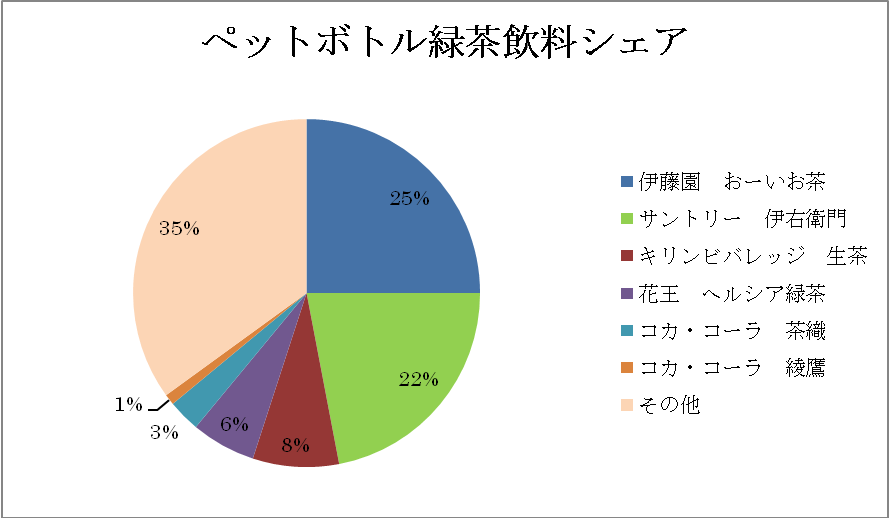 ペットボトル緑茶飲料シェア
25%
22%
8%
6%
3%
1%
35%
伊藤園　おーいお茶
サントリー　伊右衛門
キリンビバレッジ　生茶
花王　ヘルシア緑茶
コカ・コーラ　茶織
コカ・コーラ　綾鷹
その他